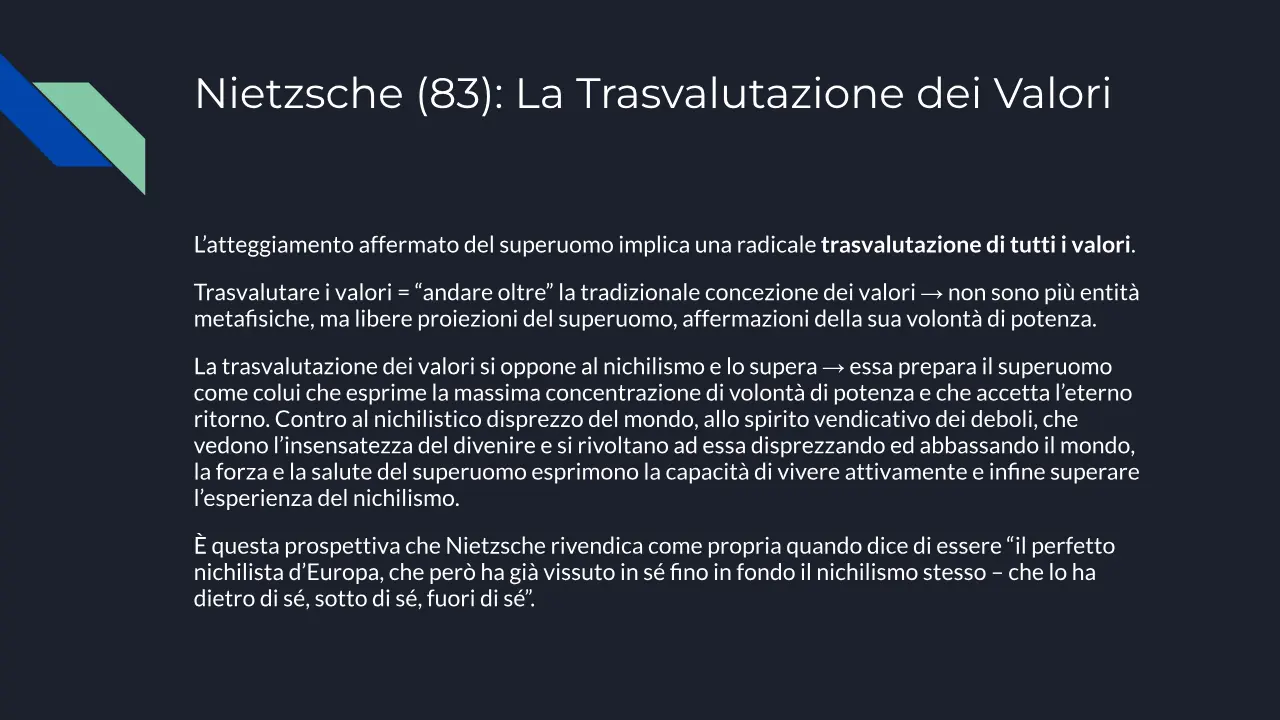 Nietzsche (83): La Trasvalutazione dei Valori
L’atteggiamento affermato del superuomo implica una radicale trasvalutazione di tutti i valori.
Trasvalutare i valori = “andare oltre” la tradizionale concezione dei valori → non sono più entità
metafisiche, ma libere proiezioni del superuomo, affermazioni della sua volontà di potenza.
La trasvalutazione dei valori si oppone al nichilismo e lo supera → essa prepara il superuomo
come colui che esprime la massima concentrazione di volontà di potenza e che accetta l’eterno
ritorno. Contro al nichilistico disprezzo del mondo, allo spirito vendicativo dei deboli, che
vedono l’insensatezza del divenire e si rivoltano ad essa disprezzando ed abbassando il mondo,
la forza e la salute del superuomo esprimono la capacità di vivere attivamente e infine superare
l’esperienza del nichilismo.
È questa prospettiva che Nietzsche rivendica come propria quando dice di essere “il perfetto
nichilista d’Europa, che però ha già vissuto in sé fino in fondo il nichilismo stesso – che lo ha
dietro di sé, sotto di sé, fuori di sé”.